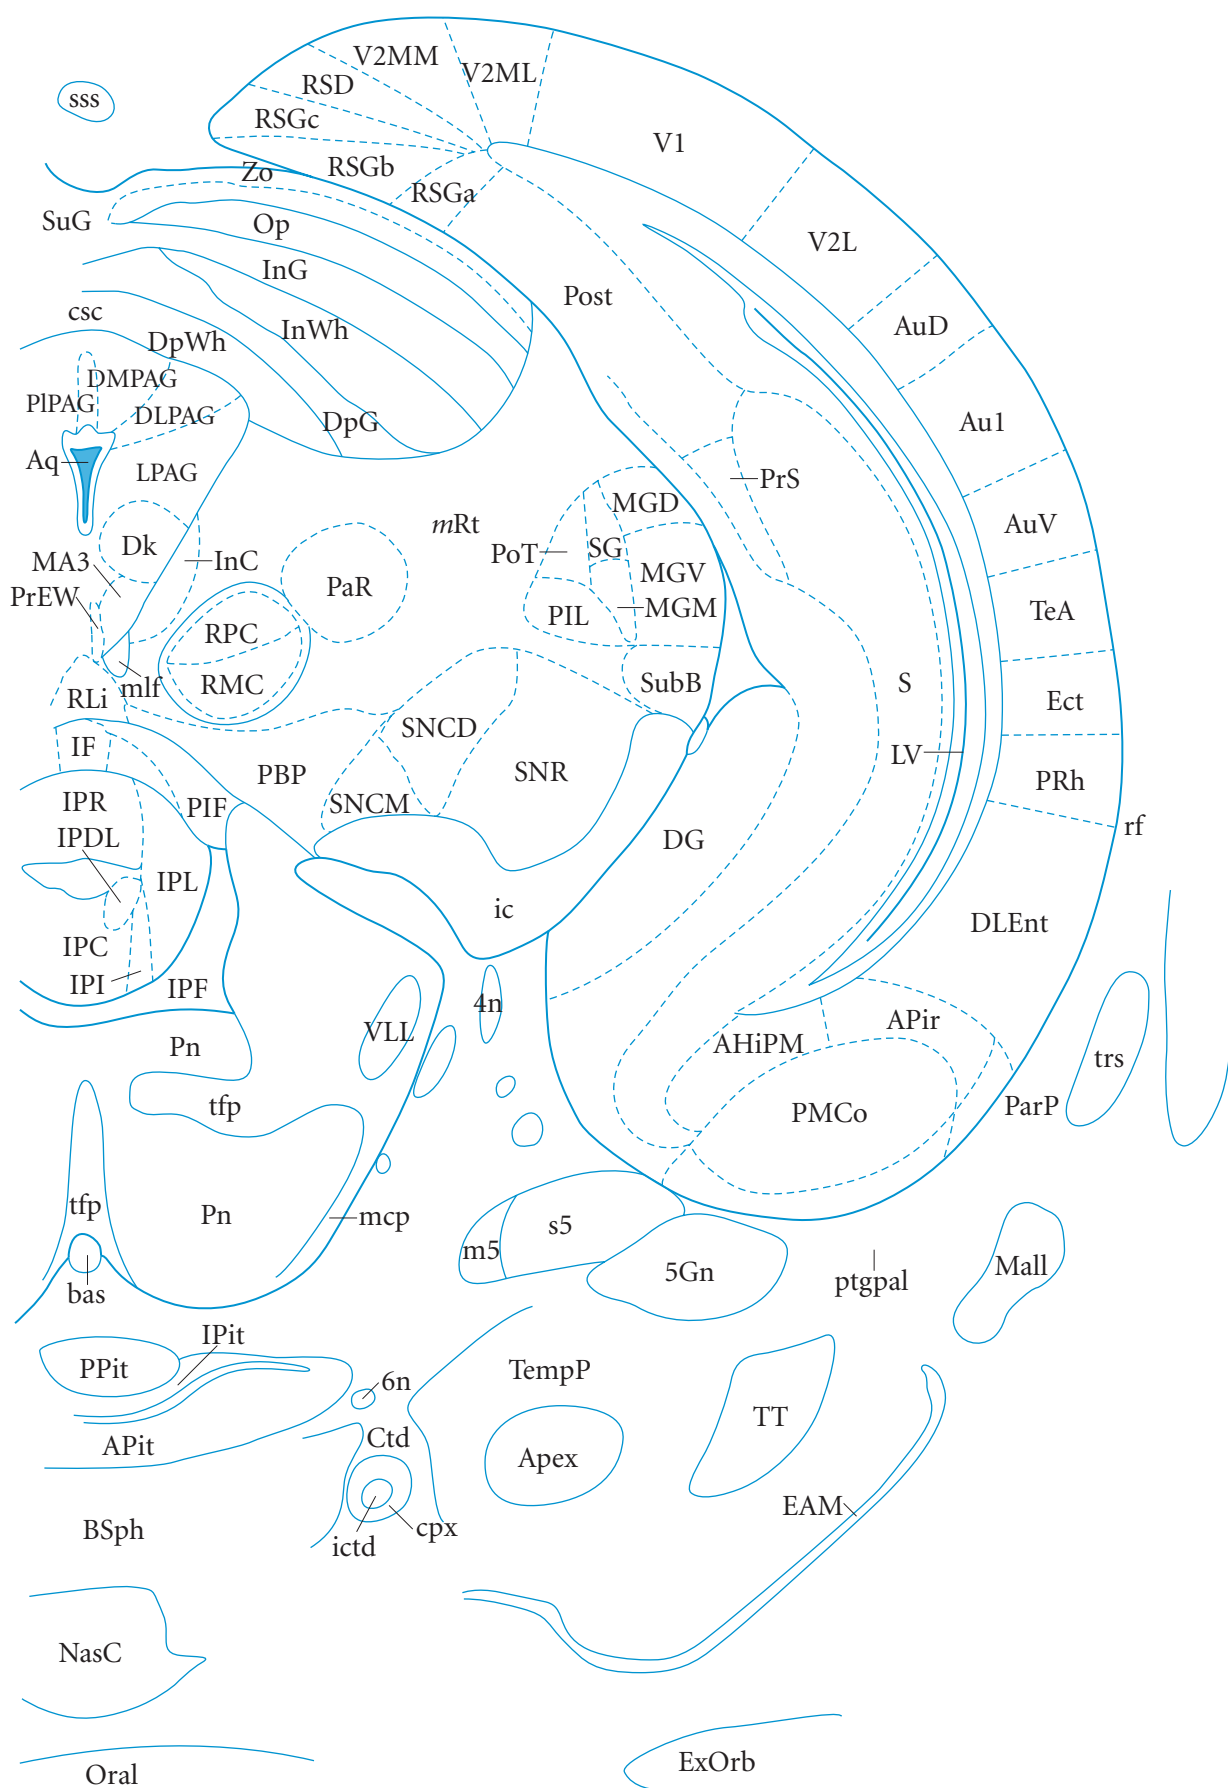 V2MM
V2ML
RSD
sss
RSGc
V1
RSGb
Zo
RSGa
SuG
Op
V2L
InG
Post
csc
InWh
AuD
DpWh
DMPAG
PlPAG
DLPAG
DpG
Au1
Aq
LPAG
PrS
MGD
mRt
AuV
Dk
PoT
SG
MA3
InC
MGV
PaR
PrEW
MGM
TeA
PIL
RPC
RMC
SubB
S
mlf
RLi
Ect
SNCD
IF
LV
SNR
PBP
PRh
IPR
PIF
SNCM
rf
IPDL
DG
IPL
ic
DLEnt
IPC
IPI
IPF
4n
APir
VLL
Pn
AHiPM
trs
tfp
ParP
PMCo
tfp
Pn
mcp
s5
m5
5Gn
Mall
bas
ptgpal
IPit
PPit
TempP
6n
TT
Ctd
APit
Apex
EAM
BSph
cpx
ictd
NasC
ExOrb
Oral